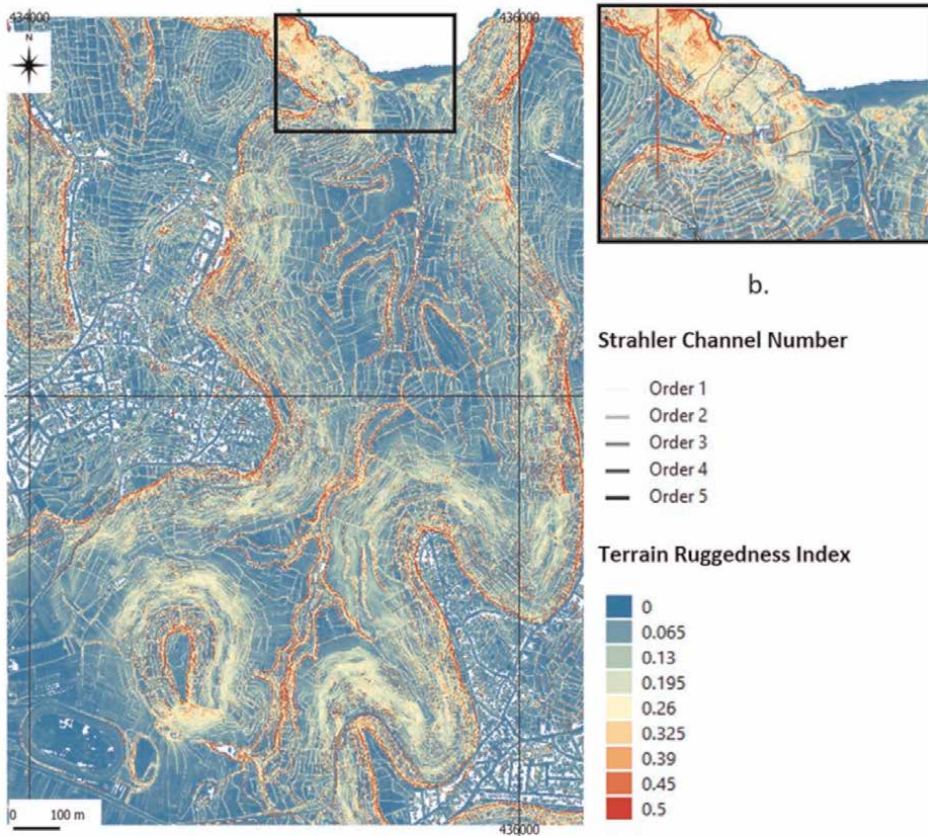 434000
436000
N
b.
Strahler Channel Number
Order 1
Order 2
Order 3
Order 4
Order 5
Terrain Ruggedness Index
0
0.065
0.13
0.195
0.26
0.325
0.39
0.45
0.5
0 100 m
436000